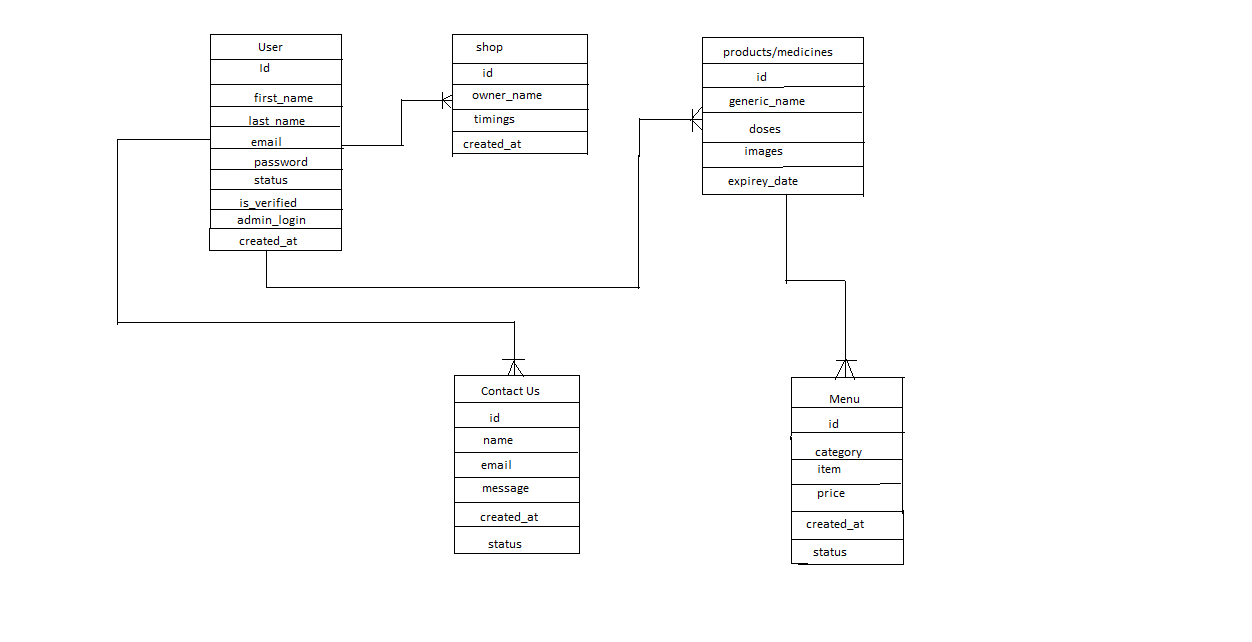 User
Id
first_name
last_name
email
password
status
is_verified
admin_login
created_at
shop
id
owner_name
timings
created_at
products/medicines
id
generic_name
doses
images
expirey_date
Contact Us
id
name
email
message
created_at
status
Menu
id
category
item
price
created_at
status